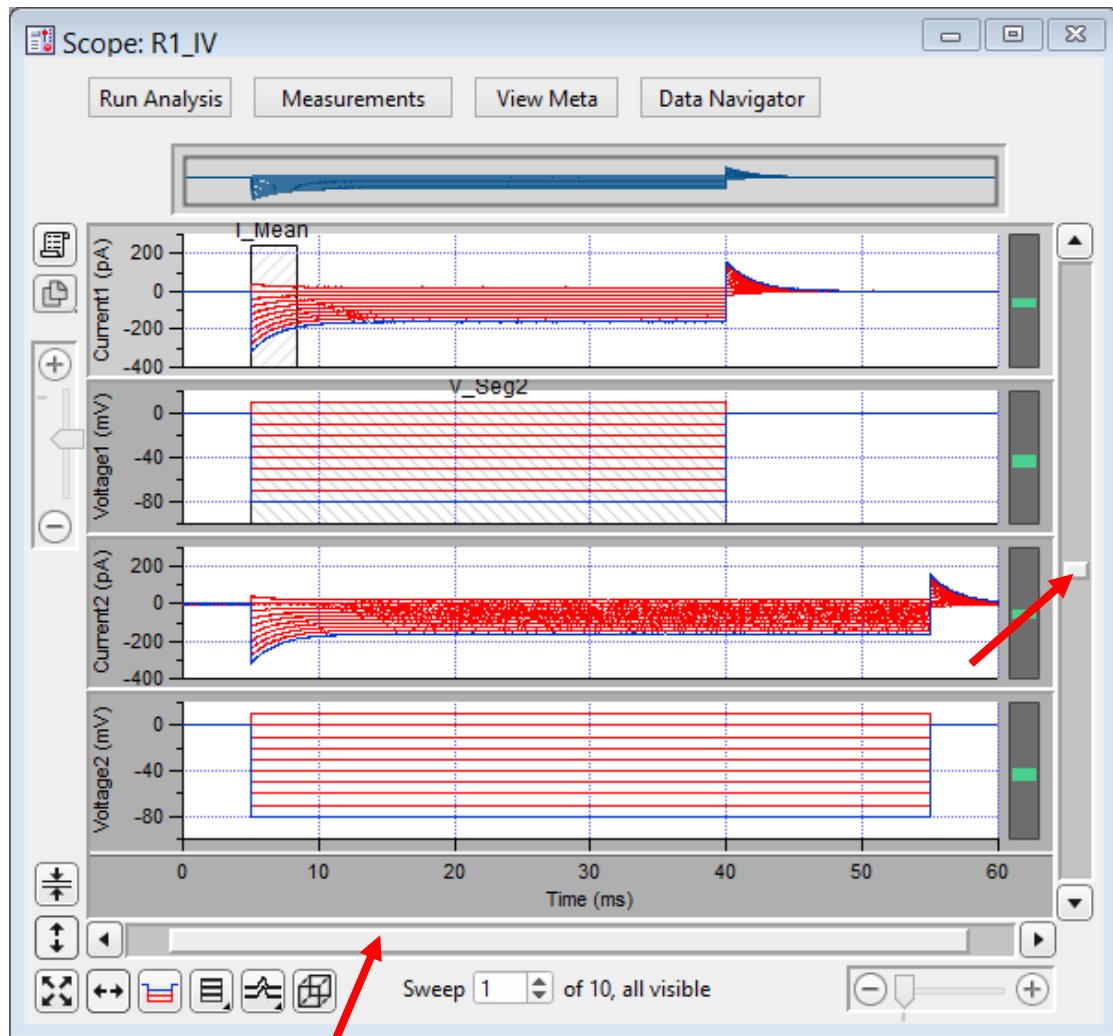 Scope: R1_IV
Run Analysis
Measurements
View Meta
Data Navigator
I_Mean
Current1 (pA)
200
0
-200
-400
V_Seg2
Voltage1 (mV)
0
-40
-80
Current2 (pA)
200
0
-200
-400
Voltage2 (mV)
0
-40
-80
0 10 20 30 40 50 60
Time (ms)
Sweep 1 of 10, all visible